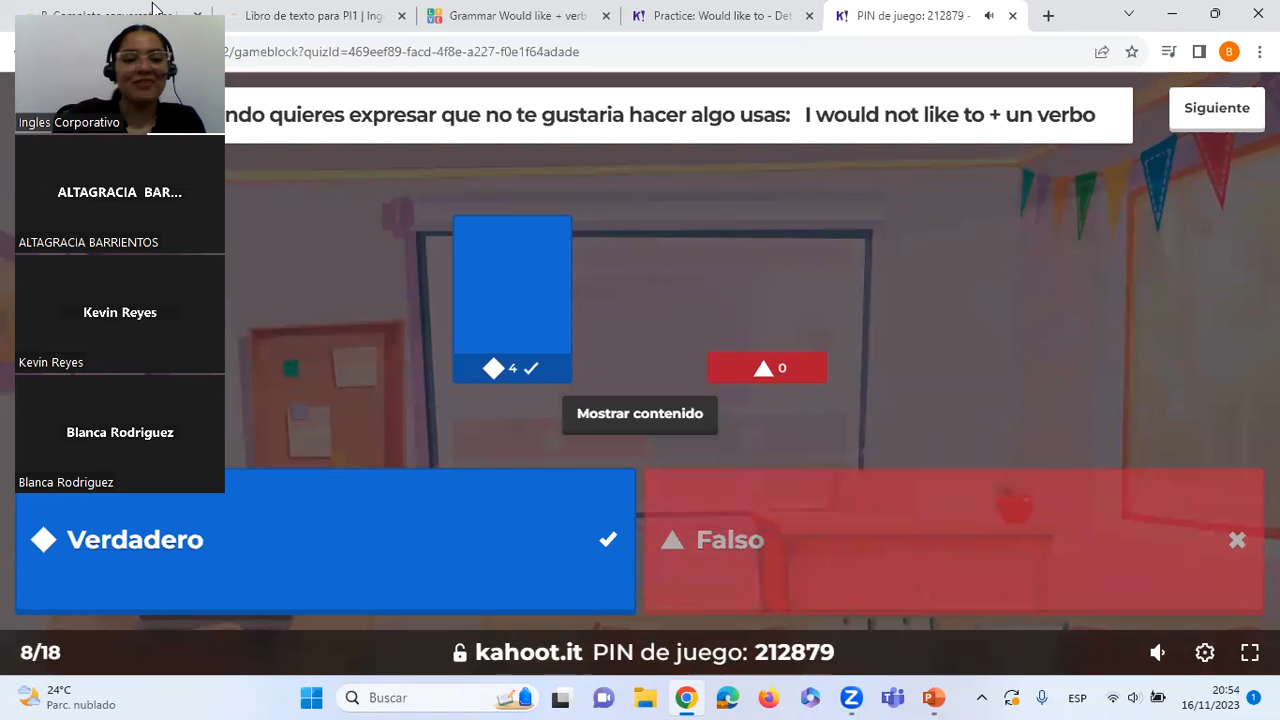 Libro de texto para PI1 | Ing
Grammar Would like + verb
Practice: Would like to - Det
PIN de juego: 212879 -
2/gameblock?quizId=469eef89-facd-4f8e-a227-f0e1f64adade
B
ndo quieres expresar que no te gustaria hacer algo usas: I would not like to + un verbo
Siguiente
Ingles Corporativo
ALTAGRACIA BAR...
ALTAGRACIA BARRIENTOS
Kevin Reyes
Kevin Reyes
Blanca Rodriguez
Blanca Rodriguez
4
0
Mostrar contenido
Verdadero
Falso
8/18
kahoot.it PIN de juego: 212879
24°C
Parc. nublado
Buscar
ESP
20:54
16/11/2023
1